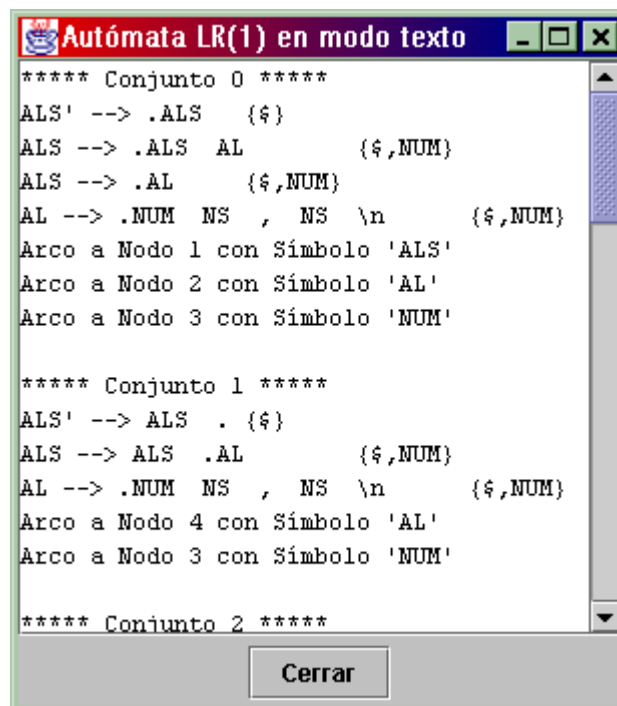 Autómata LR(1) en modo texto
***** Conjunto 0 *****
ALS' --> .ALS {$}
ALS --> .ALS AL {$,NUM}
ALS --> .AL {$,NUM}
AL --> .NUM NS , NS \n {$,NUM}
Arco a Nodo 1 con Símbolo 'ALS'
Arco a Nodo 2 con Símbolo 'AL'
Arco a Nodo 3 con Símbolo 'NUM'
***** Conjunto 1 *****
ALS' --> ALS . {$}
ALS --> ALS .AL {$,NUM}
AL --> .NUM NS , NS \n {$,NUM}
Arco a Nodo 4 con Símbolo 'AL'
Arco a Nodo 3 con Símbolo 'NUM'
***** Conjunto 2 *****
Cerrar